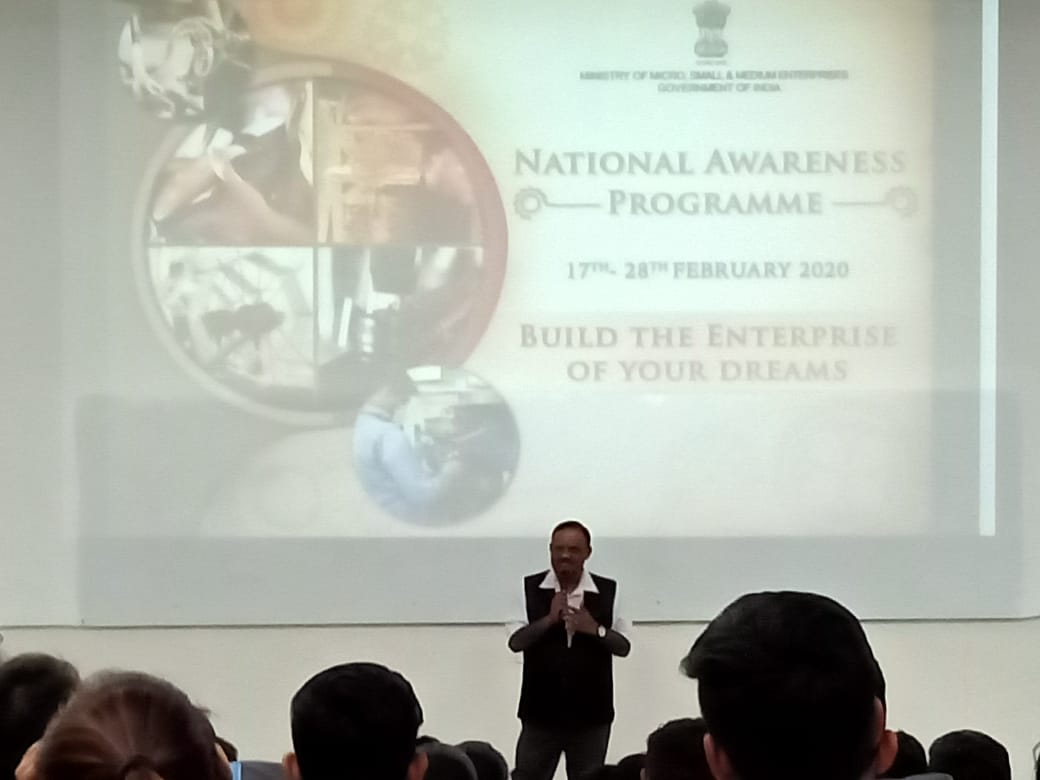 MINISTRY OF MICRO, SMALL & MEDIUM ENTERPRISES
GOVERNMENT OF INDIA
NATIONAL AWARENESS
PROGRAMME
17TH- 28TH FEBRUARY 2020
BUILD THE ENTERPRISE
OF YOUR DREAMS